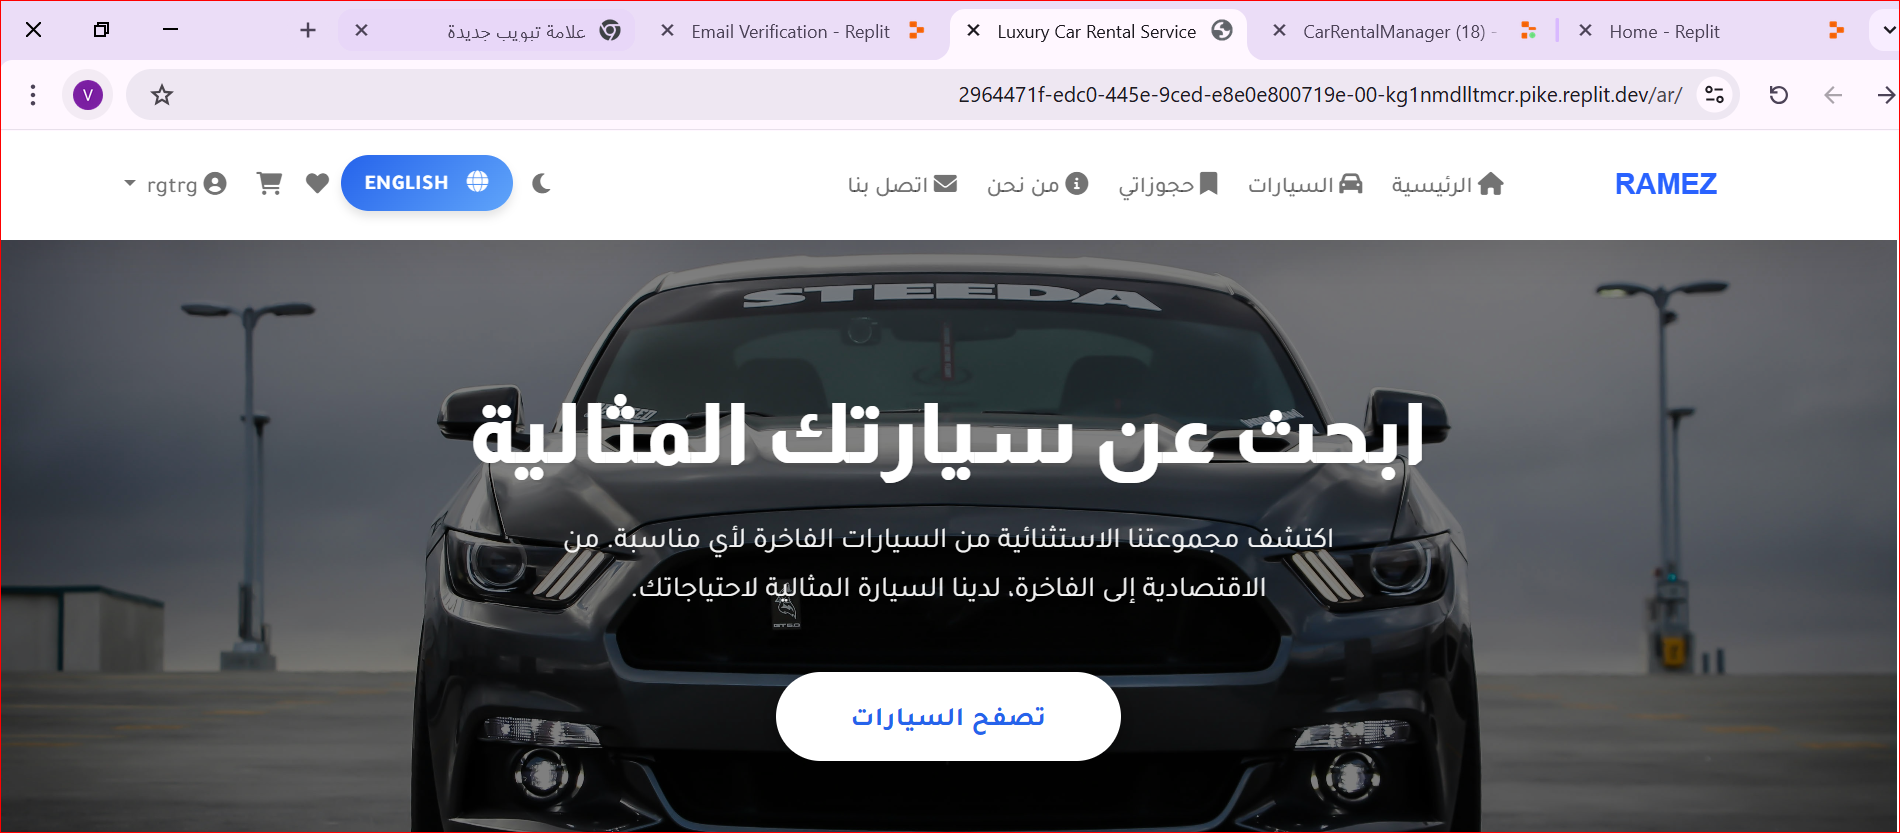 Home - Replit
CarRentalManager (18) -
Luxury Car Rental Service
Email Verification - Replit
علامة تبويب جديدة
2964471f-edc0-445e-9ced-e8e0e800719e-00-kg1nmdlltmcr.pike.replit.dev/ar/
V
RAMEZ
الرئيسية
السيارات
حجوزاتي
من نحن
اتصل بنا
ENGLISH
rgtrg
STEEDA
ابحث عن سيارتك المثالية
اكتشف مجموعتنا الاستثنائية من السيارات الفاخرة لأي مناسبة. من
الاقتصادية إلى الفاخرة، لدينا السيارة المثالية لاحتياجاتك.
تصفح السيارات